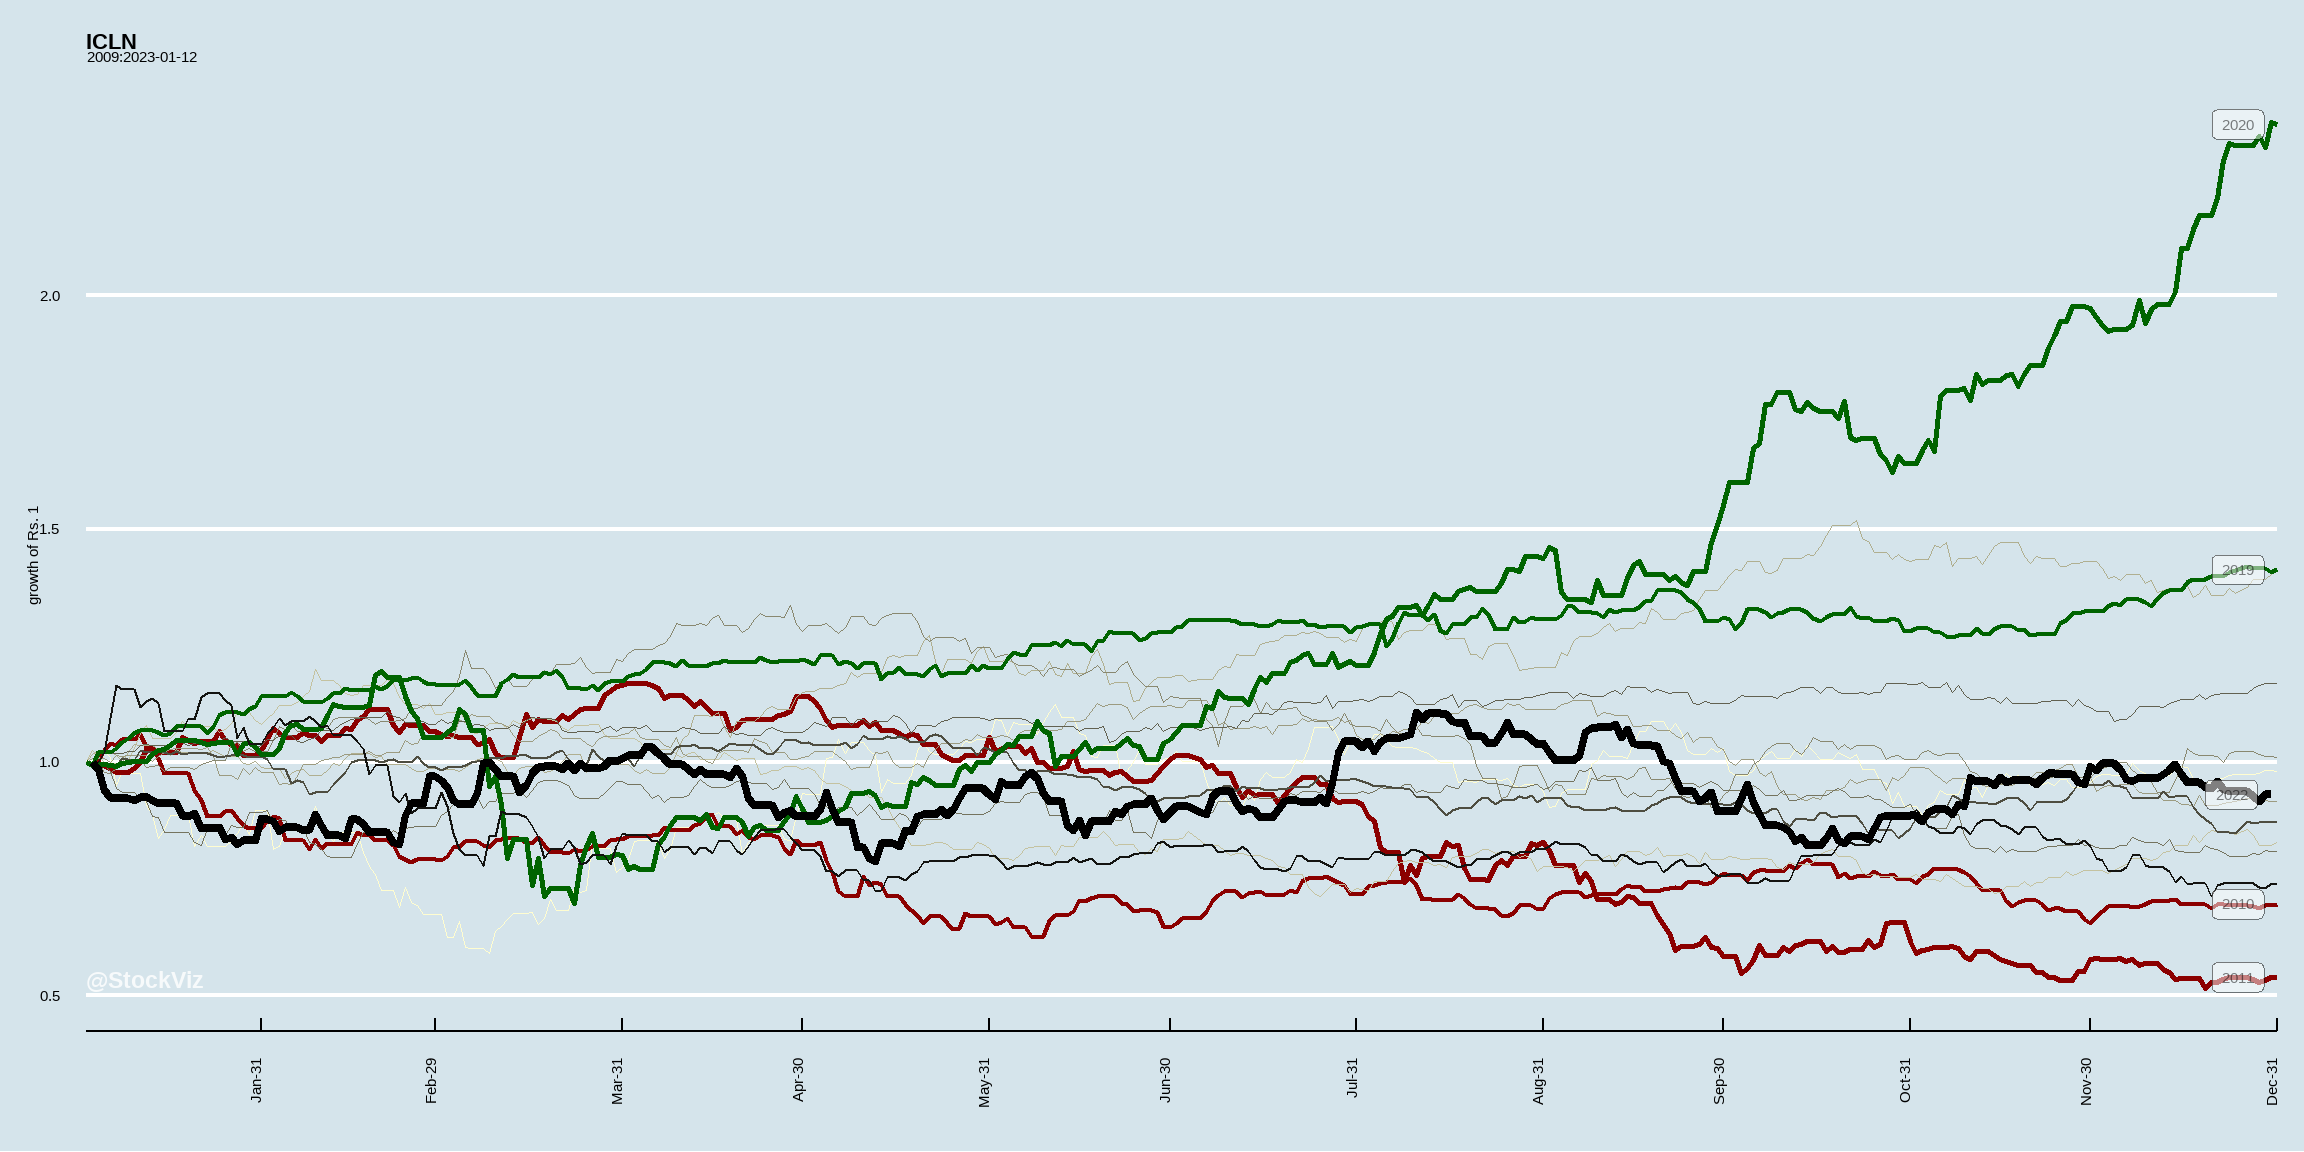 ICLN
2009:2023-01-12
2020
2.0
growth of Rs. 1
1.5
2019
1.0
2022
2010
@StockViz
2011
0.5
Jan-31
Feb-29
Mar-31
Apr-30
May-31
Jun-30
Jul-31
Aug-31
Sep-30
Oct-31
Nov-30
Dec-31